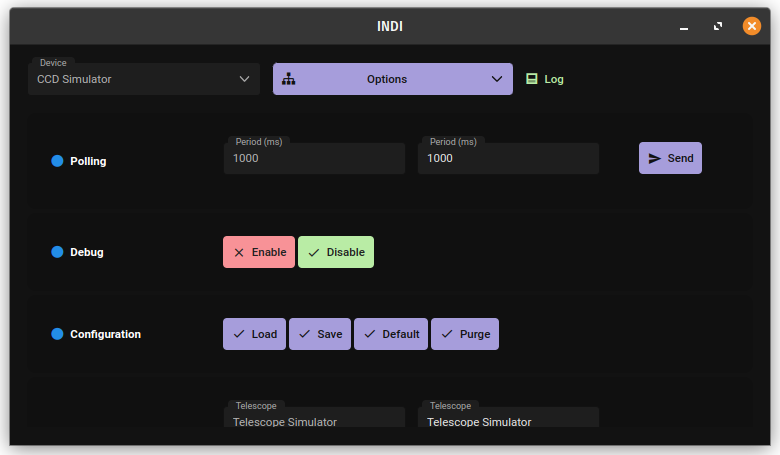 INDI
Device
CCD Simulator
Options
Log
Polling
Period (ms)
1000
Period (ms)
1000
Send
Debug
Enable
Disable
Configuration
Load
Save
Default
Purge
Telescope
Telescope Simulator
Telescope
Telescope Simulator